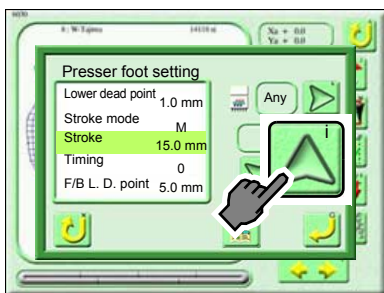 8: W-Tajima 14110st Xa + 0.0
Ya + 0.0
Presser foot setting
Lower dead point 1.0 mm
Stroke mode M
Stroke 15.0 mm
Timing 0
F/B L. D. point 5.0 mm
Any
i